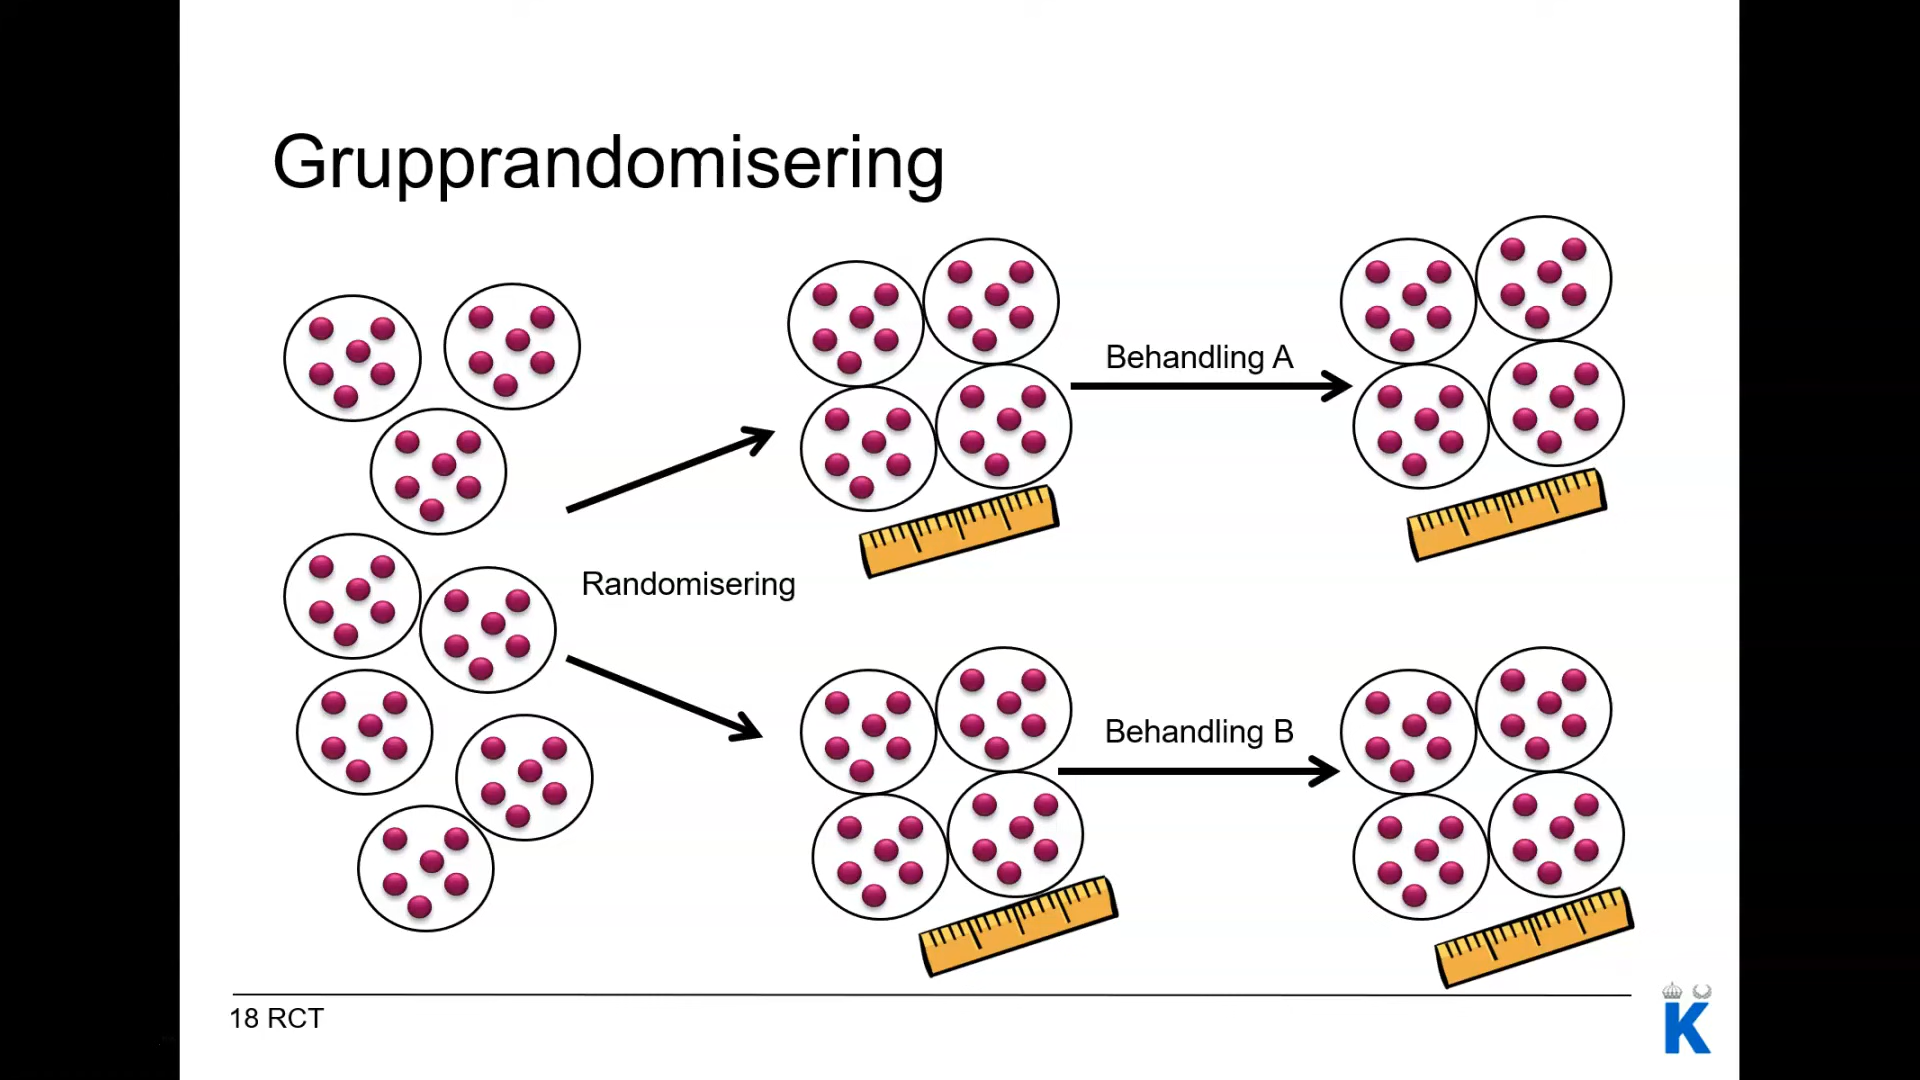 Grupprandomisering
Behandling A
Randomisering
Behandling B
18 RCT
K